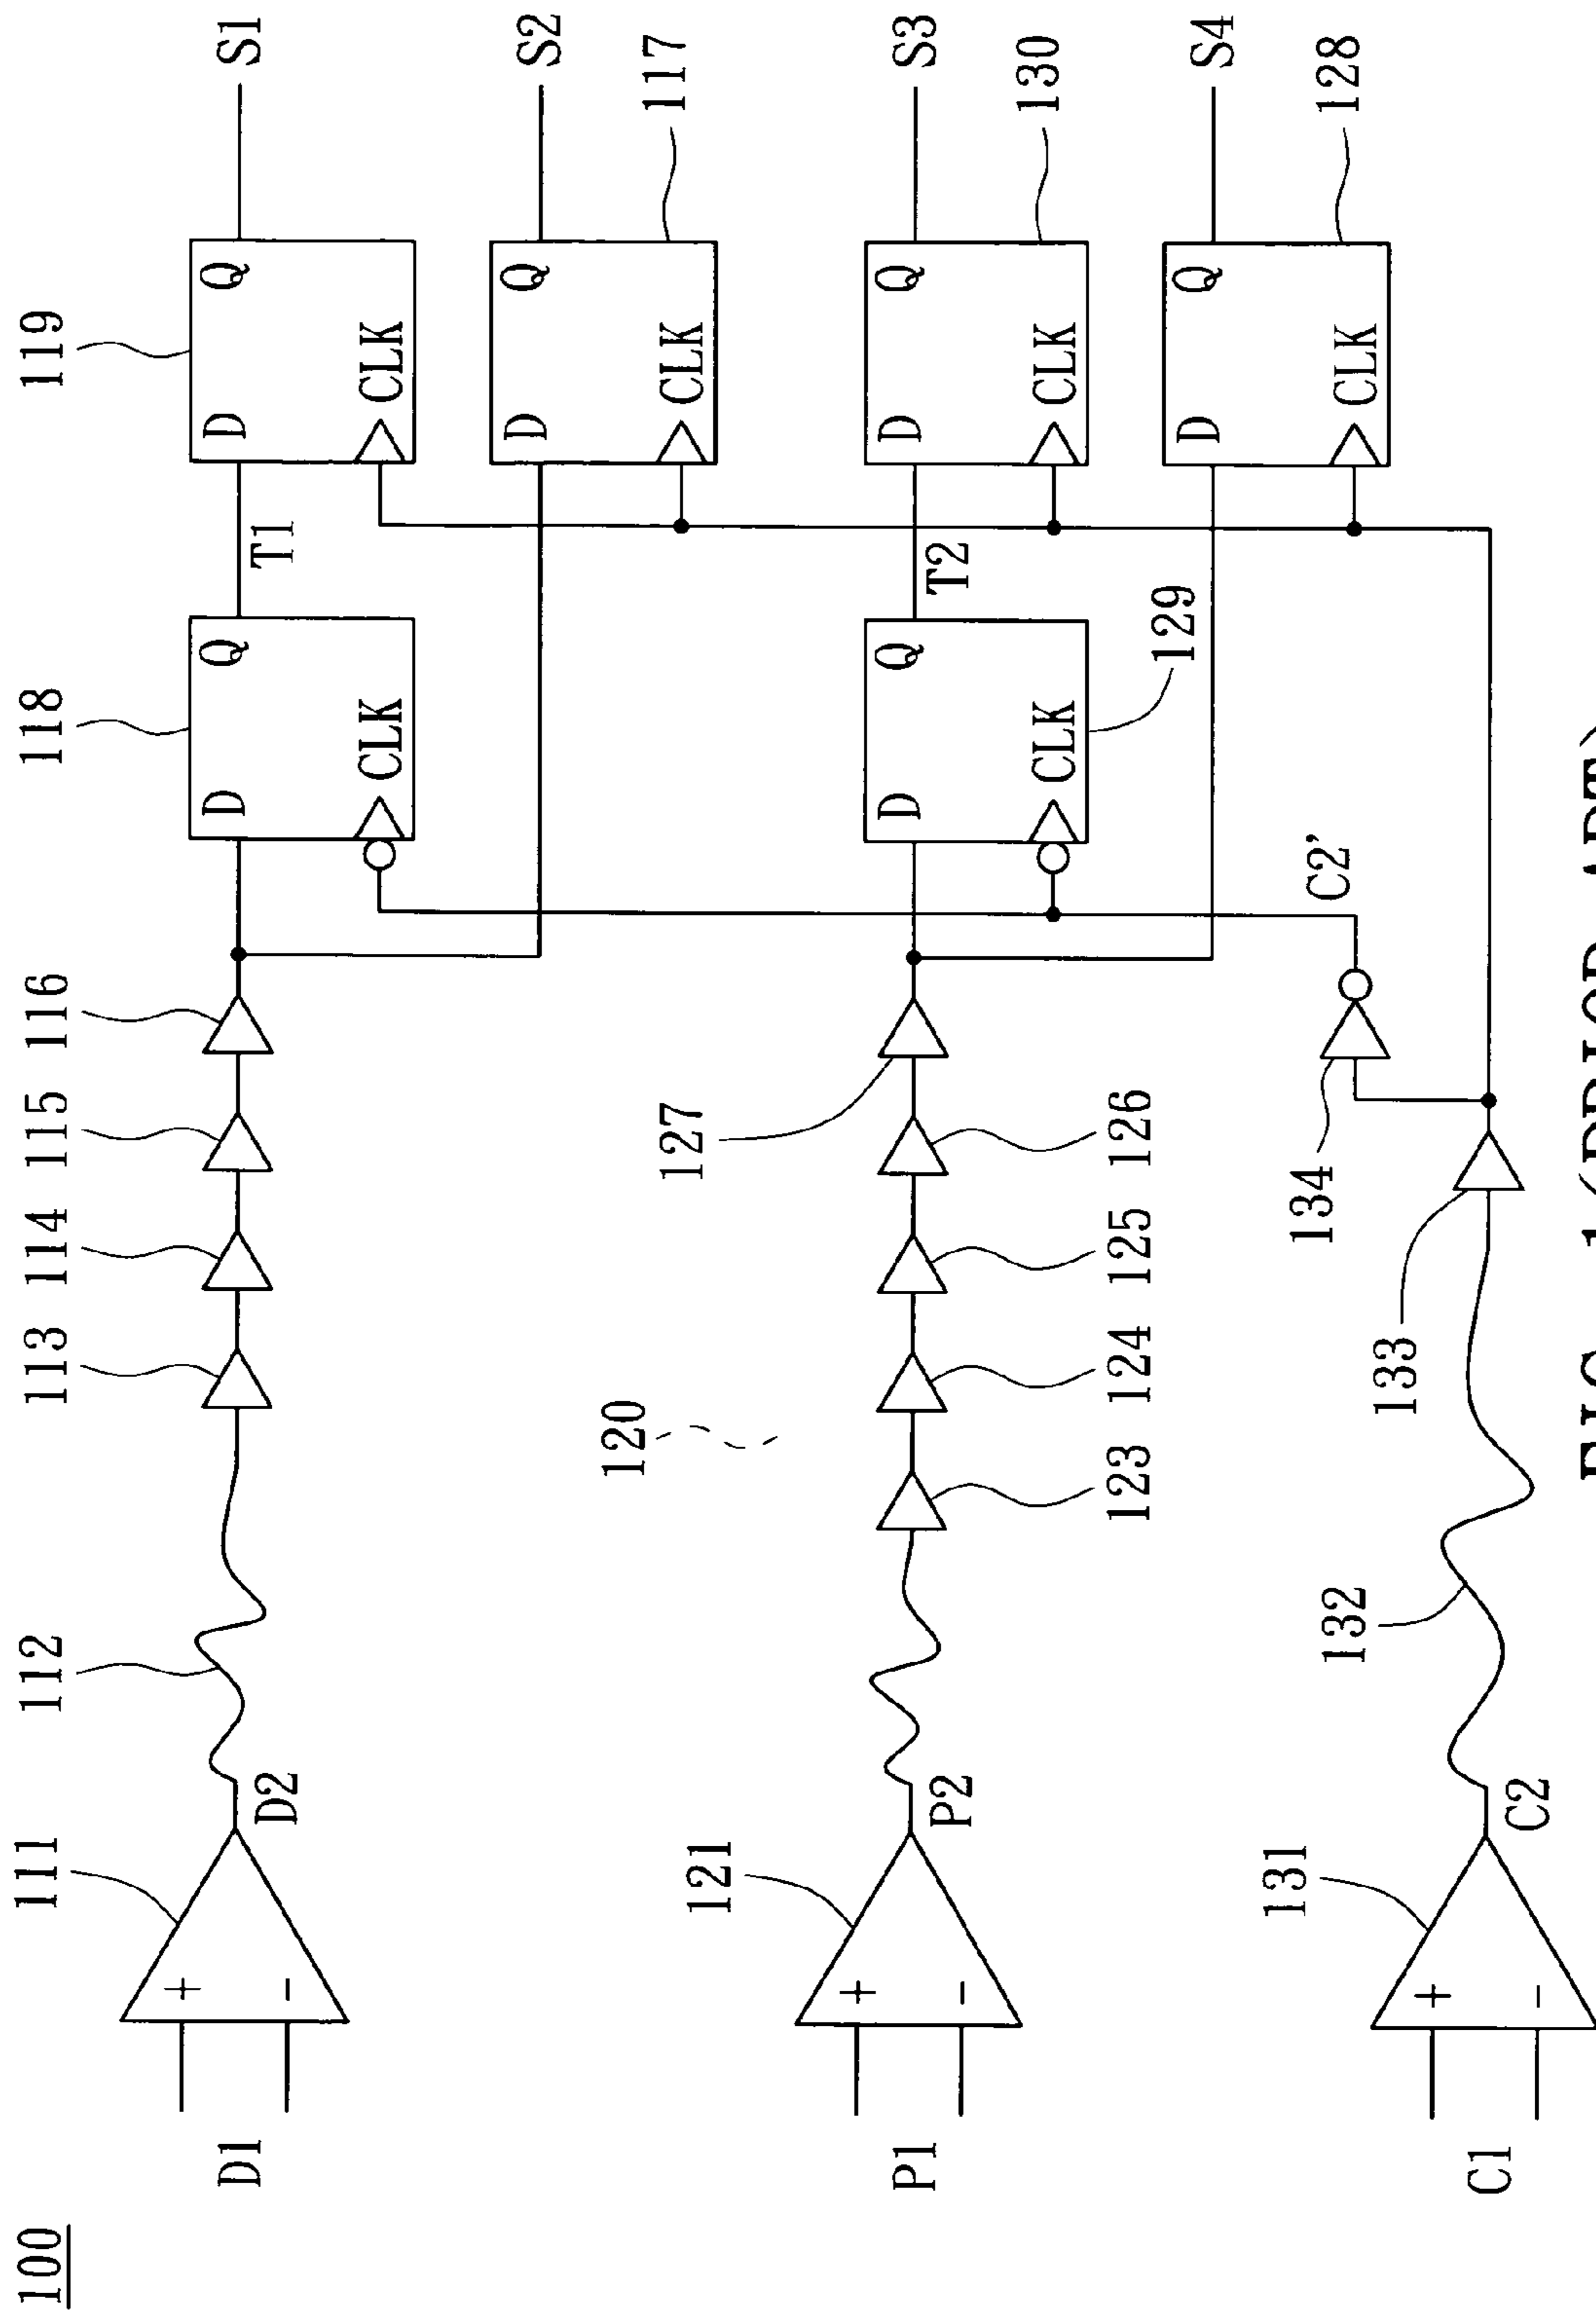 100
D1
111
+
-
D2
112
113
114
115
116
118
D
Q
CLK
T1
119
D
Q
CLK
S1
D
Q
CLK
S2
117
120
P1
121
+
-
P2
123
124
125
126
127
D
Q
CLK
129
T2
D
Q
CLK
S3
130
D
Q
CLK
S4
128
C1
131
+
-
C2
132
133
134
C2'